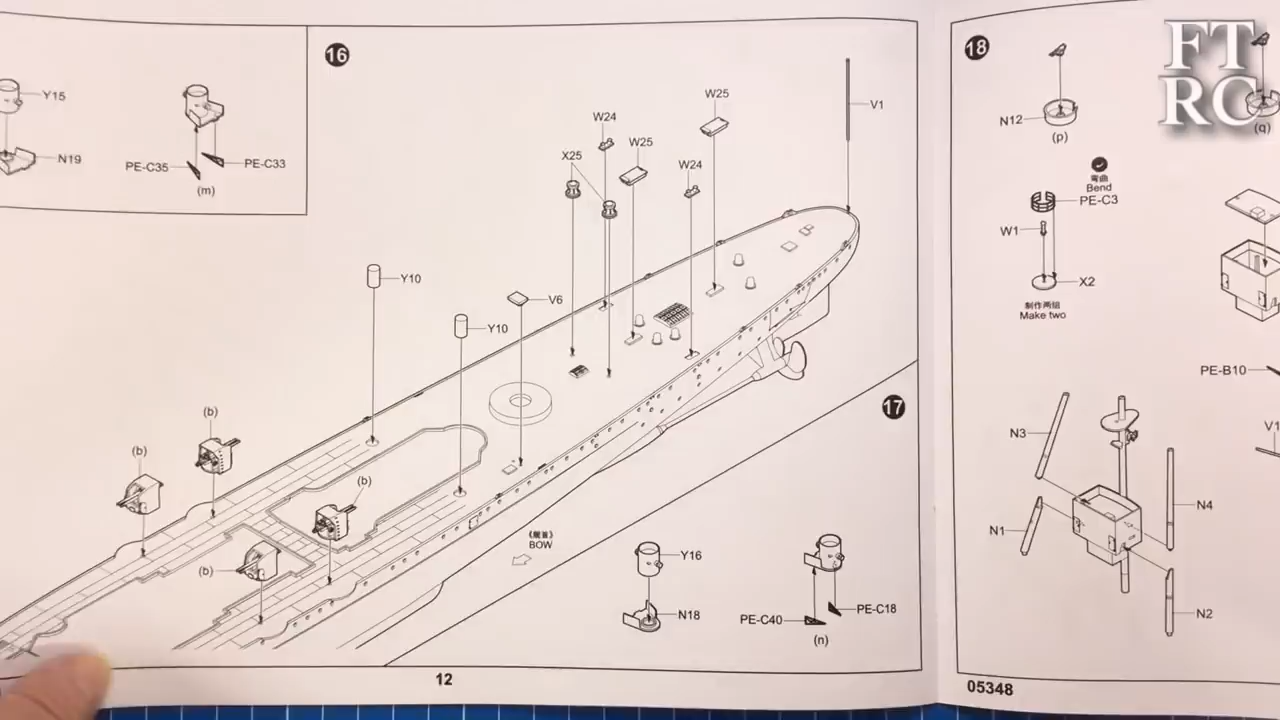 Y15
N19
PE-C35
PE-C33
(m)
16
W25
W24
X25
W25
W24
V1
Y10
V6
Y10
(b)
(b)
(b)
(b)
《舰首》
BOW
17
Y16
N18
PE-C40
PE-C18
(n)
12
18
N12
(p)
(q)
弯曲
Bend
PE-C3
W1
X2
制作两组
Make two
PE-B10
N3
N1
N4
N2
V1
05348
FT
RC